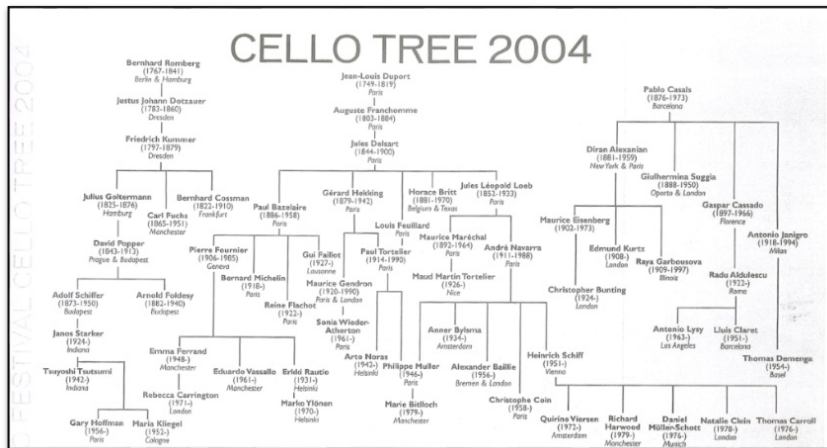 CELLO TREE 2004
Bernhard Romberg
(1767-1841)
Berlin & Hamburg
Jestus Johann Dotzauer
(1783-1860)
Dresden
Friedrich Kummer
(1797-1879)
Dresden
Julius Goltermann
(1825-1876)
Hamburg
Carl Fuchs
(1865-1951)
Manchester
Bernhard Cossman
(1822-1910)
Frankfurt
David Popper
(1843-1913)
Prague & Budapest
Adolf Schiffer
(1873-1950)
Budapest
Arnold Foldesy
(1882-1940)
Budapest
Janos Starker
(1924-)
Indiana
Tsuyoshi Tsutsumi
(1942-)
Indiana
Gary Hoffman
(1956-)
Paris
Maria Kliegel
(1952-)
Cologne
Jean-Louis Duport
(1749-1819)
Paris
Auguste Franchomme
(1803-1884)
Paris
Jules Delsart
(1844-1900)
Paris
Paul Bazelaire
(1886-1958)
Paris
Gérard Hekking
(1879-1942)
Paris
Louis Feuillard
Paris
Horace Britt
(1881-1970)
Belgium & Texas
Jules Léopold Loeb
(1852-1933)
Paris
Pierre Fournier
(1906-1985)
Geneva
Bernard Michelin
(1918-)
Paris
Reine Flachot
(1922-)
Paris
Gui Faillot
(1927-)
Lausanne
Maurice Gendron
(1920-1990)
Paris & London
Paul Tortelier
(1914-1990)
Paris
Maurice Maréchal
(1892-1964)
Paris
Maud Martin Tortelier
(1926-)
Nice
André Navarra
(1911-1988)
Paris
Sonia Wieder-
Atherton
(1961-)
Paris
Emma Ferrand
(1948-)
Manchester
Rebecca Carrington
(1971-)
London
Eduardo Vassallo
(1961-)
Manchester
Erkki Rautio
(1931-)
Helsinki
Marko Ylönen
(1970-)
Helsinki
Arto Noras
(1942-)
Helsinki
Philippe Muller
(1946-)
Paris
Marie Bitlloch
(1979-)
Manchester
Anner Bylsma
(1934-)
Amsterdam
Alexander Baillie
(1956-)
Bremen & London
Christophe Coin
(1958-)
Paris
Heinrich Schiff
(1951-)
Vienna
Quirine Viersen
(1972-)
Amsterdam
Richard
Harwood
(1979-)
Manchester
Daniel
Müller-Schott
(1976-)
Munich
Natalie Clein
(1978-)
London
Thomas Carroll
(1976-)
London
Pablo Casals
(1876-1973)
Barcelona
Diran Alexanian
(1881-1959)
New York & Paris
Giulhermina Suggia
(1888-1950)
Oporto & London
Gaspar Cassado
(1897-1966)
Florence
Antonio Janigro
(1918-1994)
Milan
Maurice Eisenberg
(1902-1973)
Edmund Kurtz
(1908-)
London
Raya Garbousova
(1909-1997)
Illinois
Christopher Bunting
(1924-)
London
Radu Aldulescu
(1922-)
Rome
Antonio Lysy
(1963-)
Los Angeles
Lluis Claret
(1951-)
Barcelona
Thomas Demenga
(1954-)
Basel
FESTIVAL CELLO TREE 2004